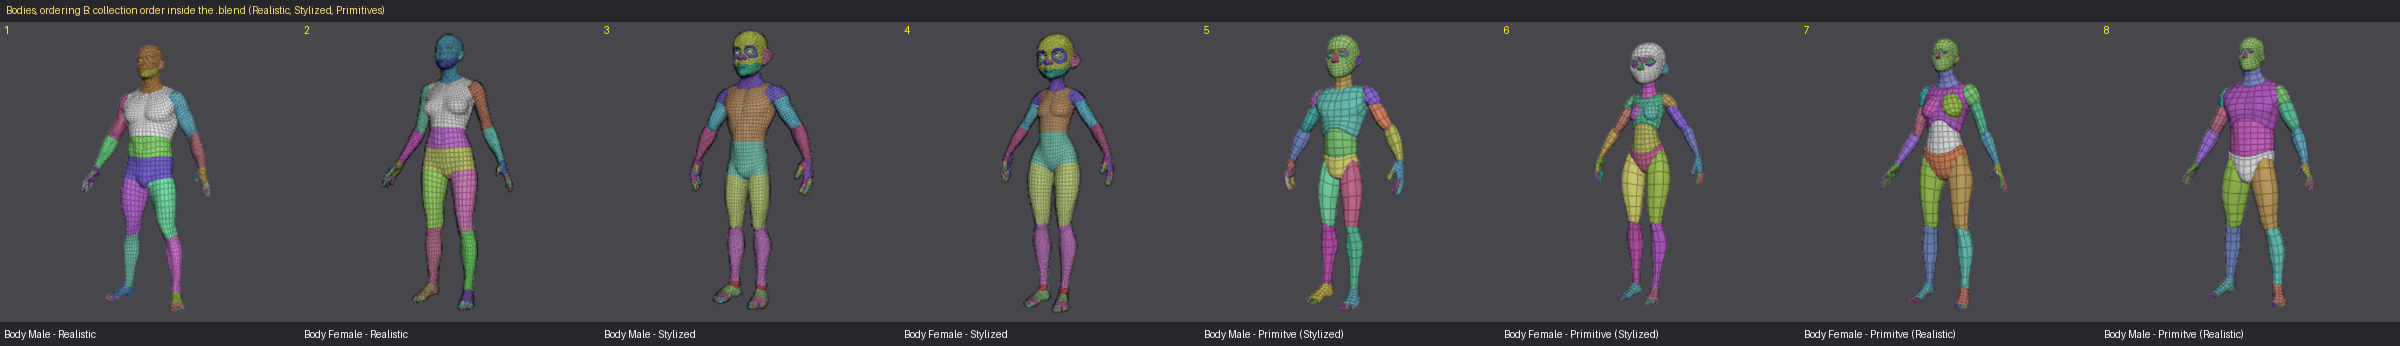 Bodies, ordering B: collection order inside the .blend (Realistic, Stylized, Primitives)
1
2
3
4
5
6
7
8
Body Male - Realistic
Body Female - Realistic
Body Male - Stylized
Body Female - Stylized
Body Male - Primitve (Stylized)
Body Female - Primitive (Stylized)
Body Female - Primitve (Realistic)
Body Male - Primitve (Realistic)